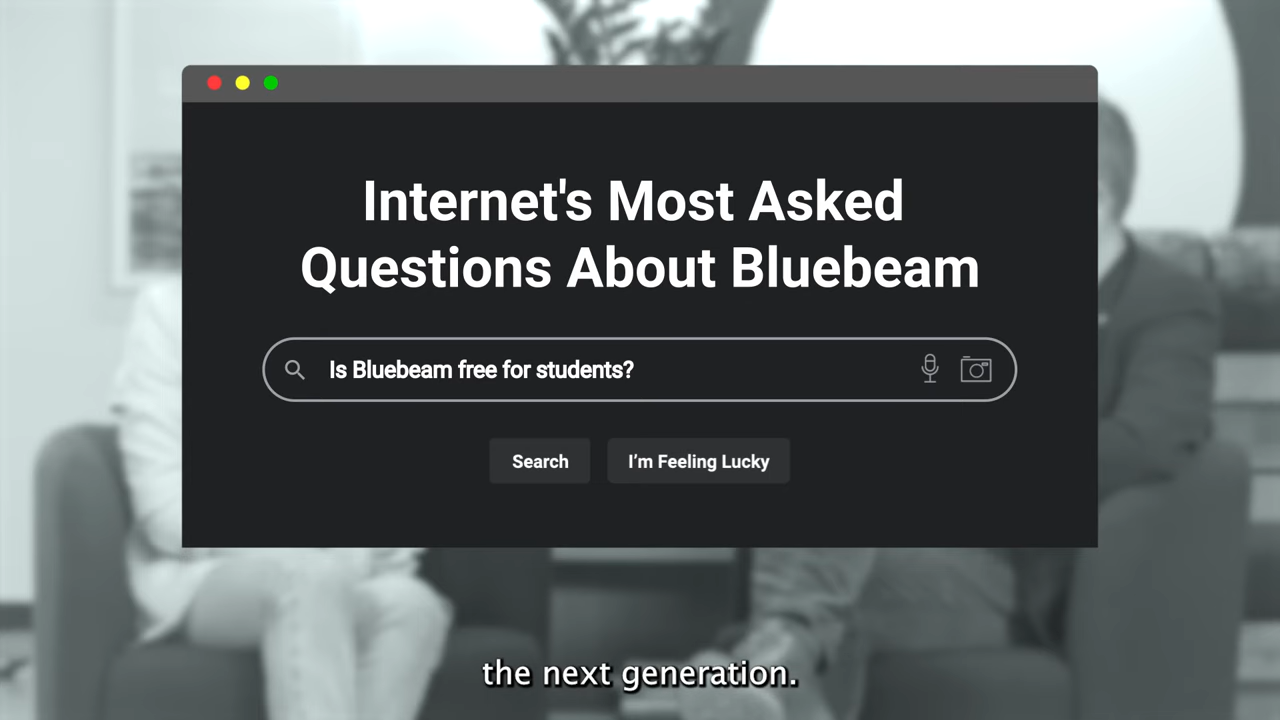 Internet's Most Asked
Questions About Bluebeam
Is Bluebeam free for students?
Search
I'm Feeling Lucky
the next generation.